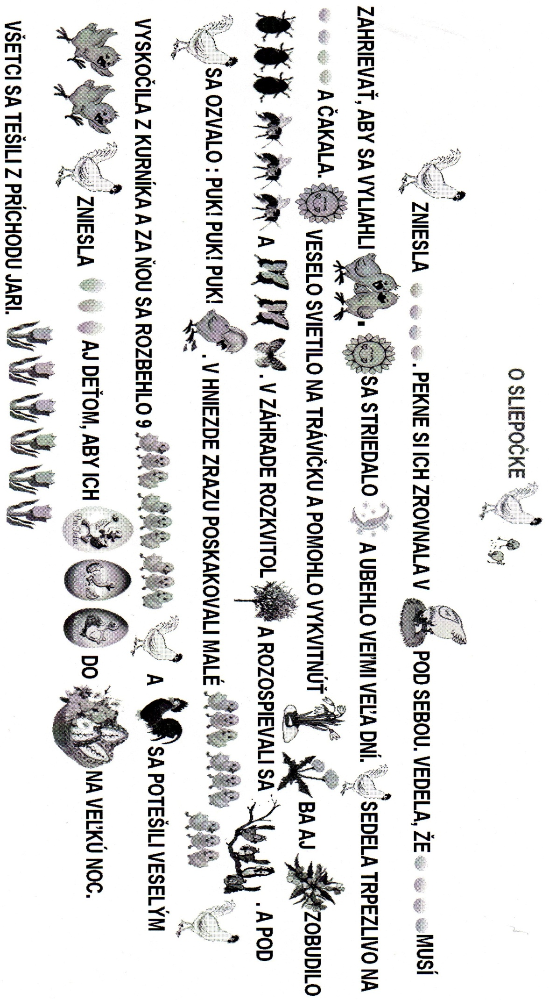 O SLIEPOČKE
ZNIESLA . PEKNE SI ICH ZROVNALA V POD SEBOU. VEDELA, ŽE MUSÍ
ZAHRIEVAŤ, ABY SA VYLIAHLI . SA STRIEDALO A UBEHLO VEĽMI VEĽA DNÍ. SEDELA TRPEZLIVO NA
A ČAKALA. VESELO SVIETILO NA TRÁVIČKU A POMOHLO VYKVITNÚŤ BA AJ ZOBUDILO
A . V ZÁHRADE ROZKVITOL A ROZOSPIEVALI SA . A POD
SA OZVALO : PUK! PUK! PUK! . V HNIEZDE ZRAZU POSKAKOVALI MALÉ
VYSKOČILA Z KURNÍKA A ZA ŇOU SA ROZBEHLO 9 A SA POTEŠILI VESELÝM
ZNIESLA AJ DEŤOM, ABY ICH DO NA VEĽKÚ NOC.
VŠETCI SA TEŠILI Z PRÍCHODU JARI.